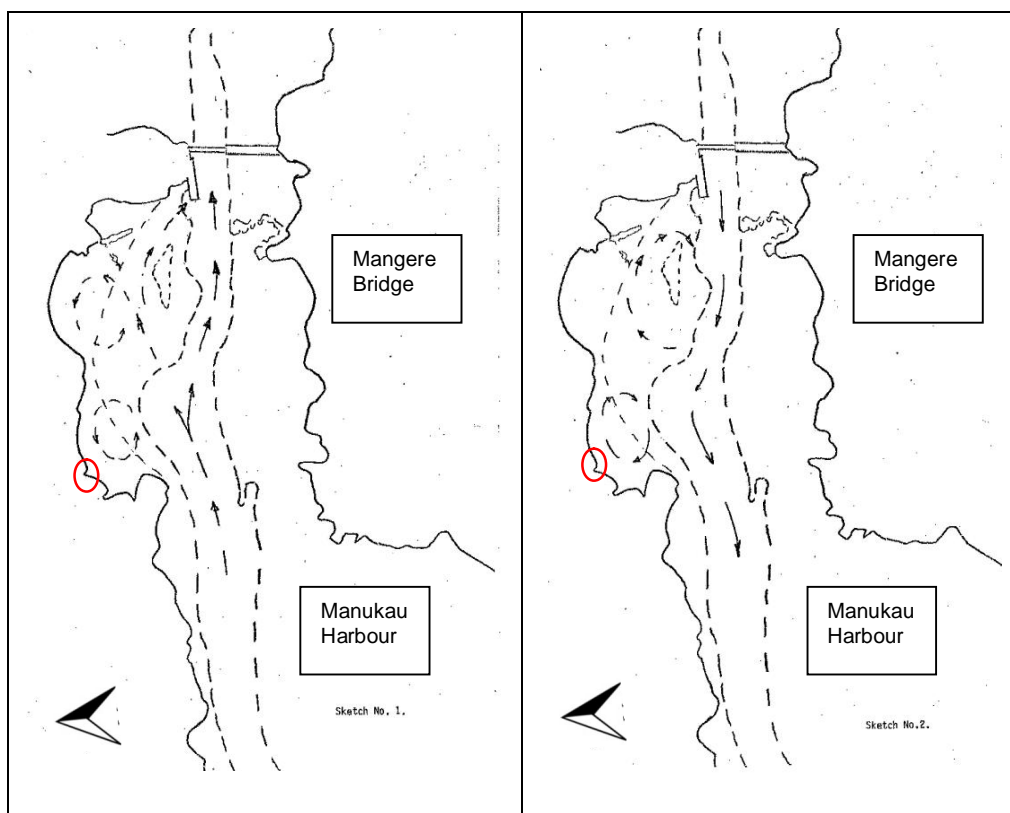 Mangere
Bridge
Manukau
Harbour
Sketch No. 1.
Mangere
Bridge
Manukau
Harbour
Sketch No.2.